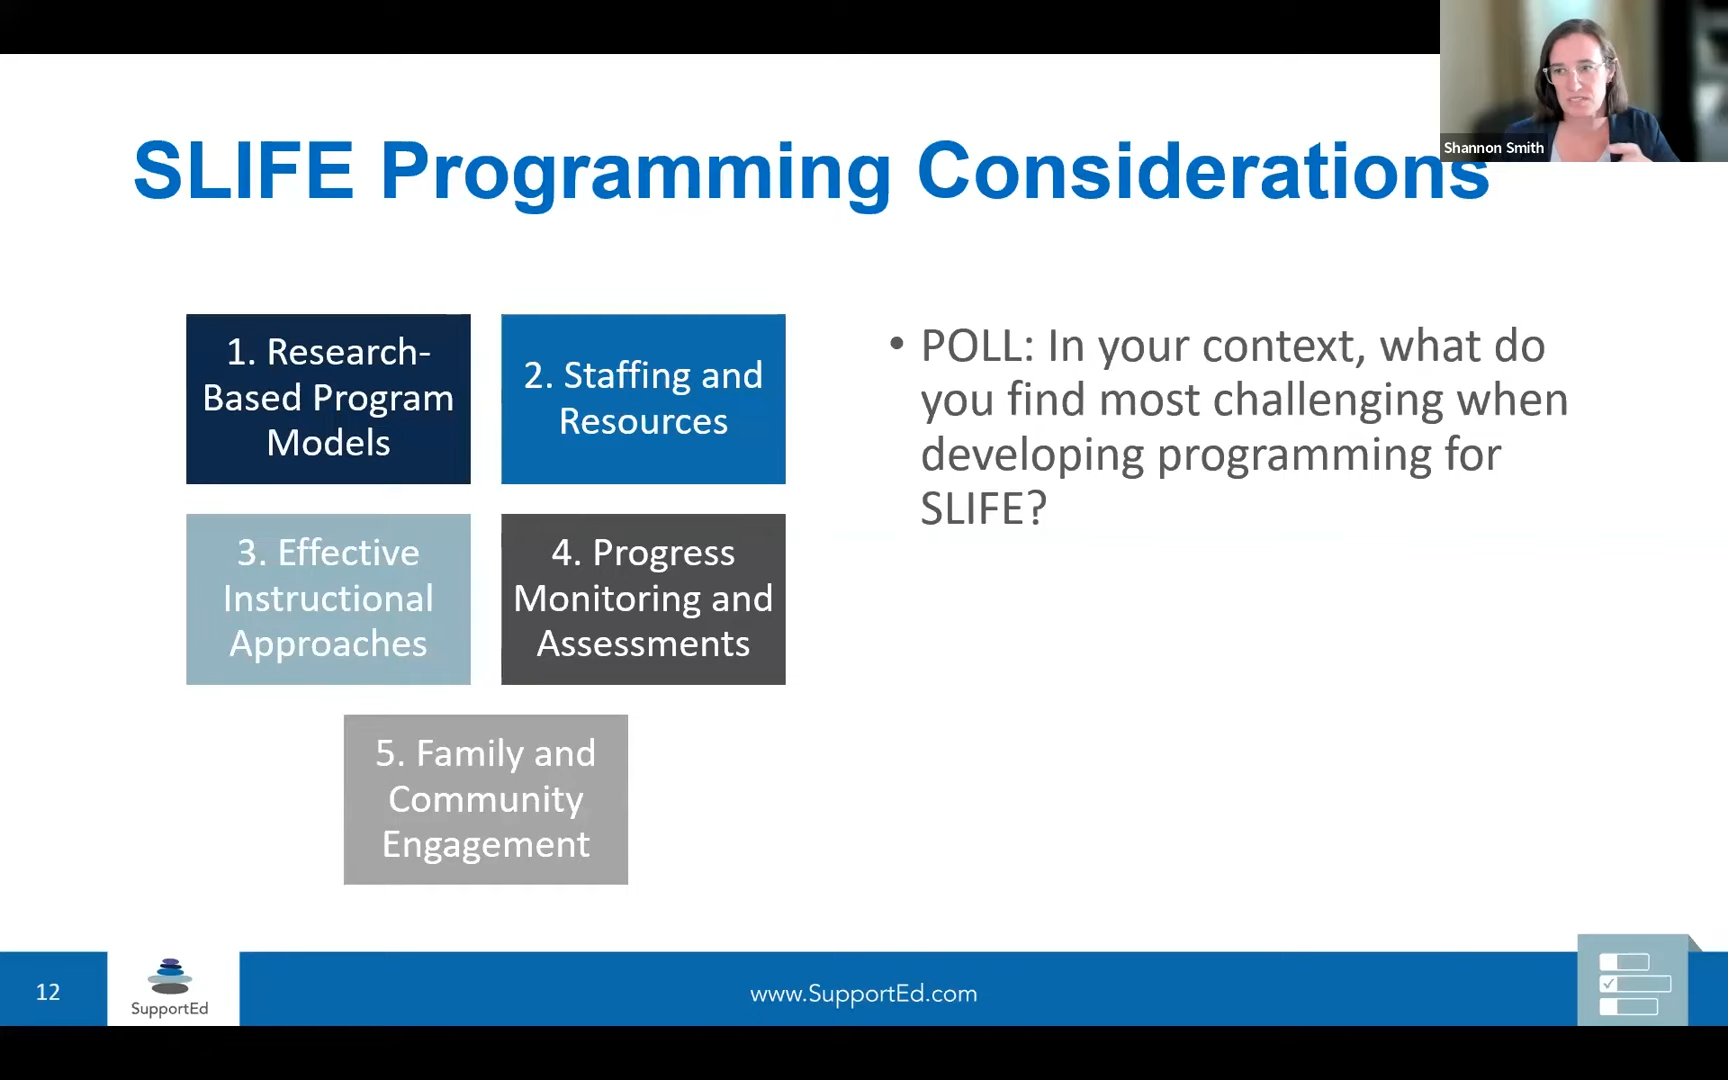 Shannon Smith
SLIFE Programming Considerations
1. Research-
Based Program
Models
2. Staffing and
Resources
3. Effective
Instructional
Approaches
4. Progress
Monitoring and
Assessments
5. Family and
Community
Engagement
• POLL: In your context, what do
you find most challenging when
developing programming for
SLIFE?
12
SupportEd
www.SupportEd.com